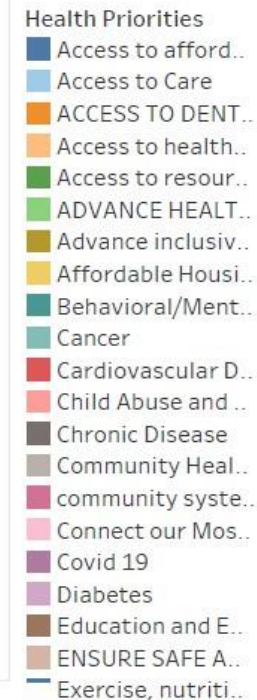 Health Priorities
Access to afford..
Access to Care
ACCESS TO DENT..
Access to health..
Access to resour..
ADVANCE HEALT..
Advance inclusiv..
Affordable Housi..
Behavioral/Ment..
Cancer
Cardiovascular D..
Child Abuse and ..
Chronic Disease
Community Heal..
community syste..
Connect our Mos..
Covid 19
Diabetes
Education and E..
ENSURE SAFE A..
Exercise, nutriti..